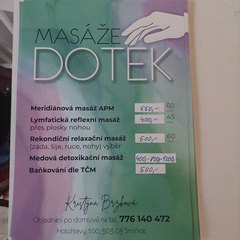 MASÁŽE
DOTEK
Meridiánová masáž APM 550,- 60
Lymfatická reflexní masáž 400,- 45
přes plosky nohou
Rekondiční relaxační masáž 500,- 60
(záda, šíje, ruce, nohy) výběr
Medová detoxikační masáž 400,-
Baňkování dle TČM 500,-
Kristýna
Objednání po domluvě na tel. 776 140 472
Holohlavy 100, 503 03 Smiřice